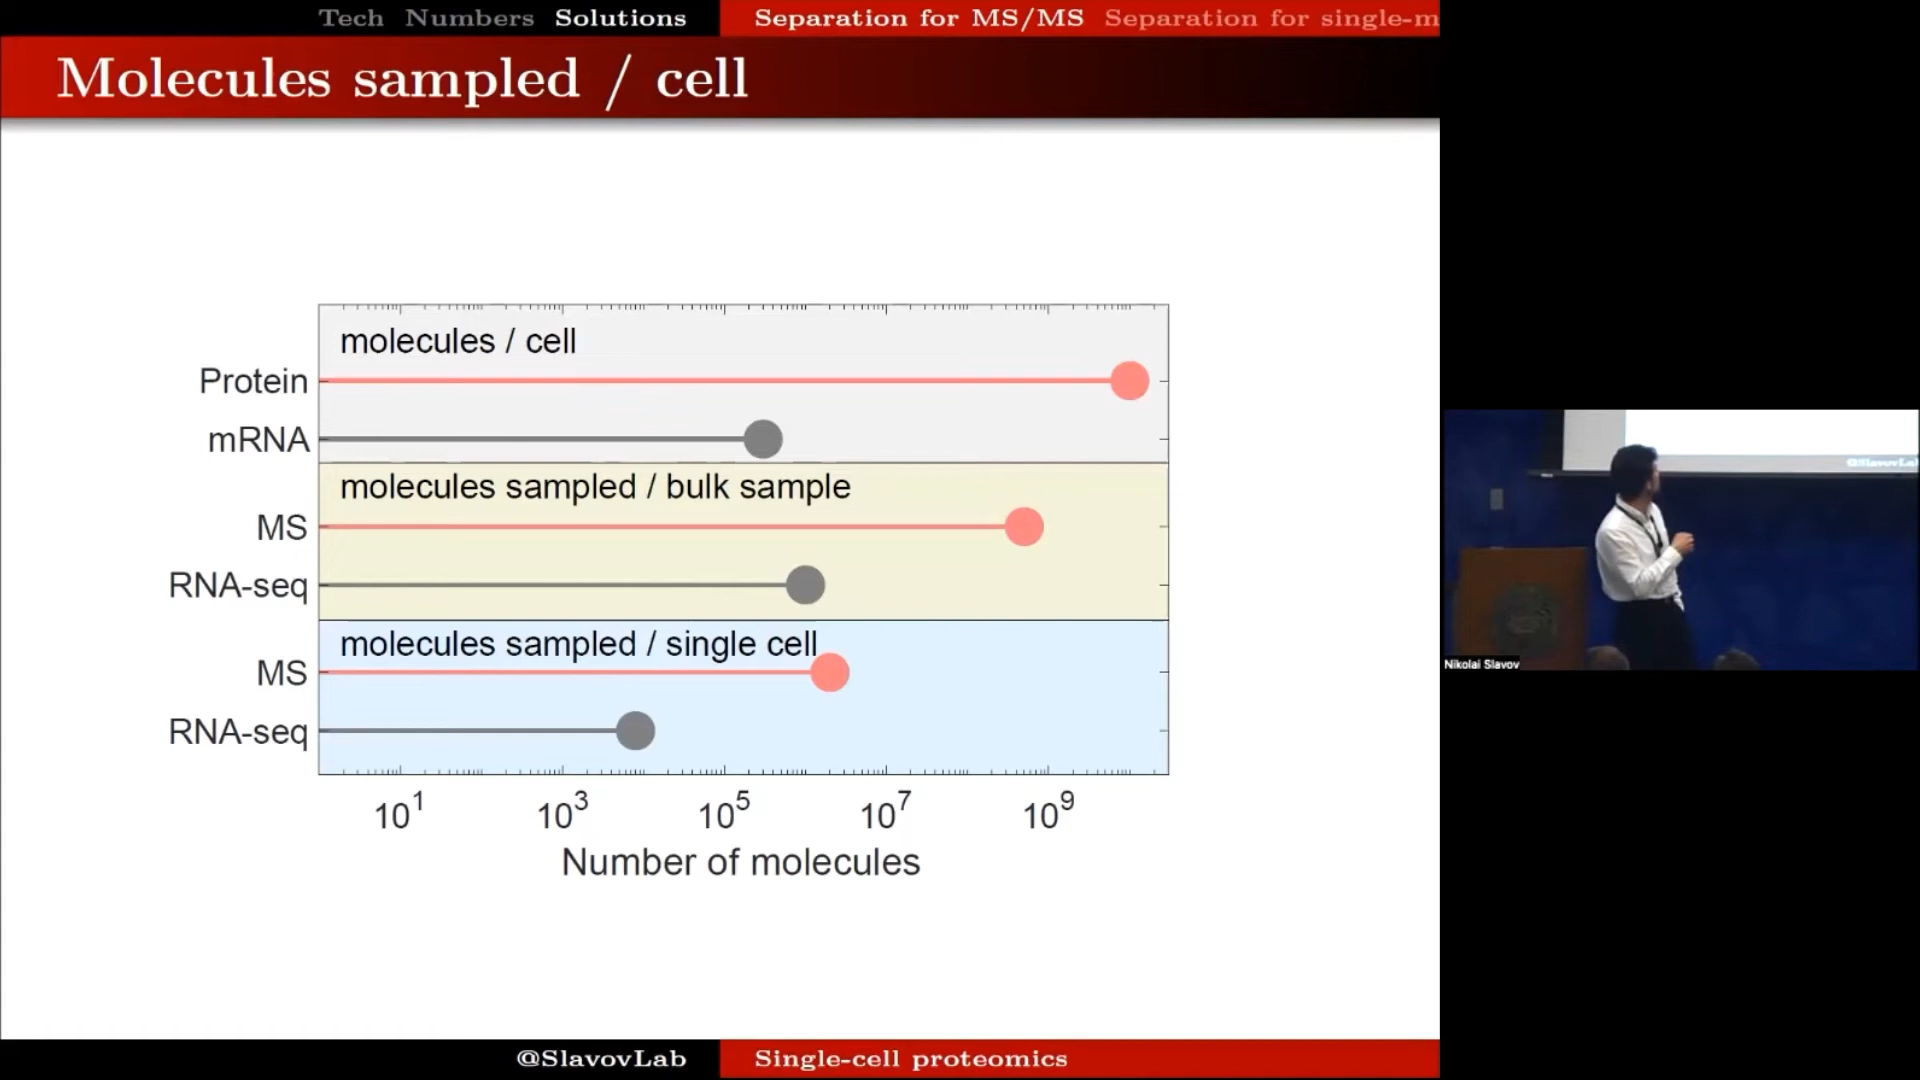 Tech Numbers Solutions Separation for MS/MS Separation for single-m
Molecules sampled / cell
molecules / cell
Protein
mRNA
molecules sampled / bulk sample
MS
RNA-seq
molecules sampled / single cell
MS
RNA-seq
10^1 10^3 10^5 10^7 10^9
Number of molecules
@SlavovLab
Nikolai Slavov
@SlavovLab Single-cell proteomics